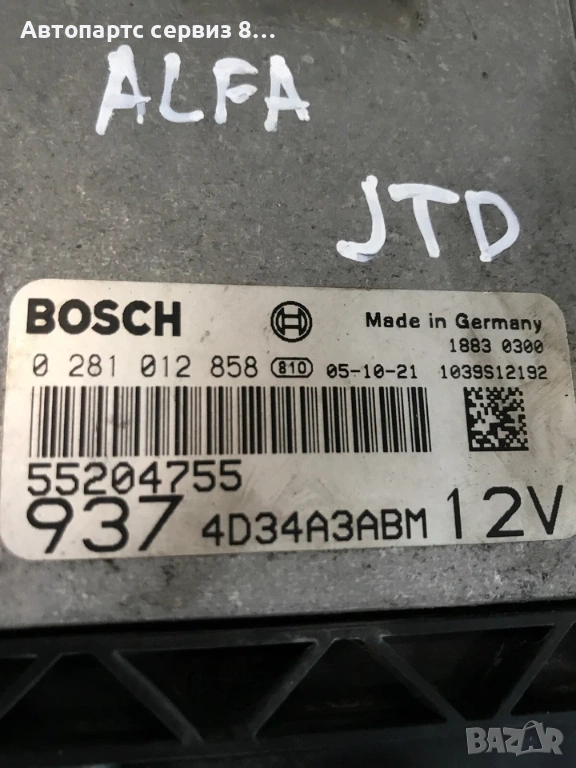 Автопартс сервиз 8...
ALFA
JTD
BOSCH Made in Germany
1883 0300
0 281 012 858 810 05-10-21 1039S12192
55204755
937 4D34A3ABM 12V
BAZAR